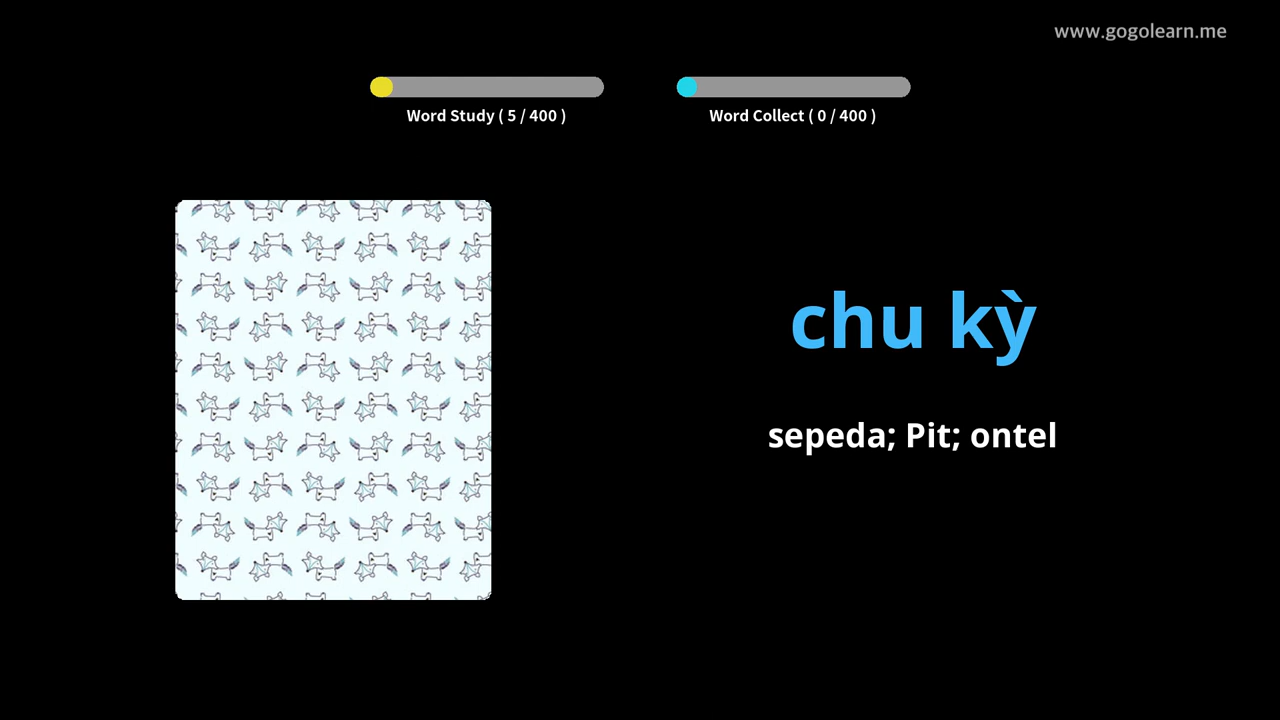 www.gogolearn.me
Word Study ( 5 / 400 )
Word Collect ( 0 / 400 )
chu kỳ
sepeda; Pit; ontel